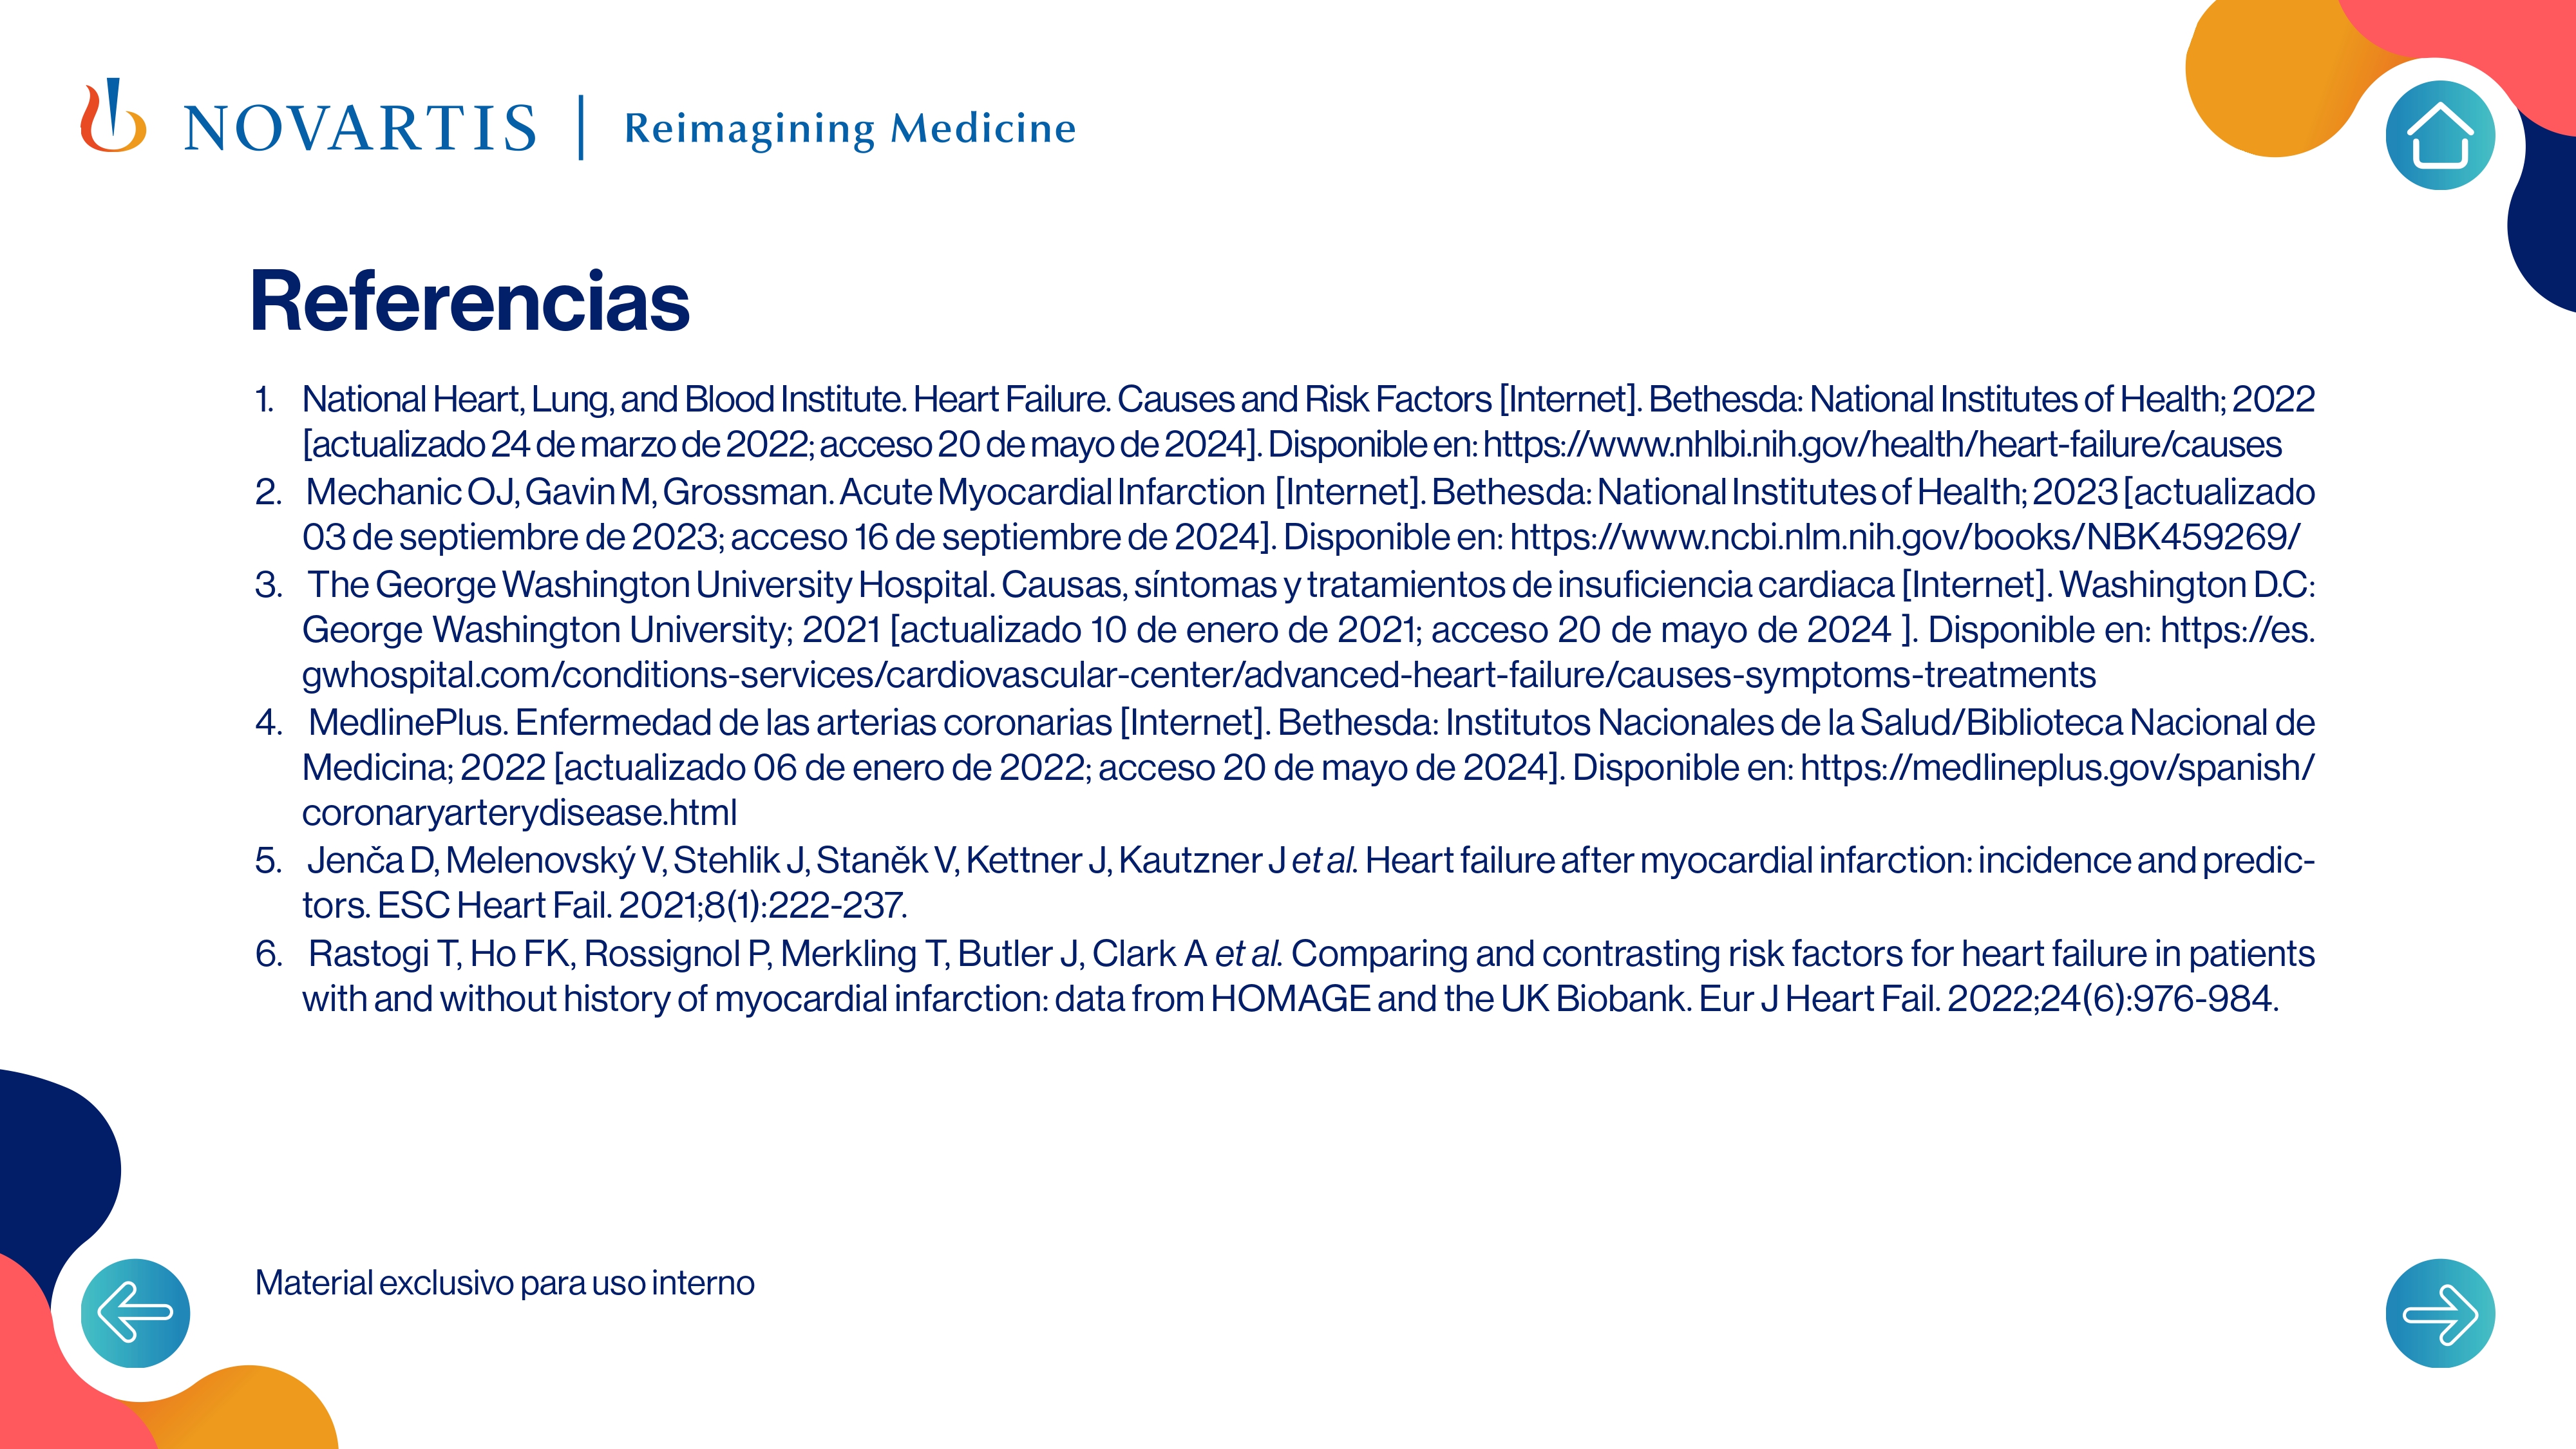 NOVARTIS | Reimagining Medicine
Referencias
1. National Heart, Lung, and Blood Institute. Heart Failure. Causes and Risk Factors [Internet]. Bethesda: National Institutes of Health; 2022
[actualizado 24 de marzo de 2022; acceso 20 de mayo de 2024]. Disponible en: https://www.nhlbi.nih.gov/health/heart-failure/causes
2. Mechanic OJ, Gavin M, Grossman. Acute Myocardial Infarction [Internet]. Bethesda: National Institutes of Health; 2023 [actualizado
03 de septiembre de 2023; acceso 16 de septiembre de 2024]. Disponible en: https://www.ncbi.nlm.nih.gov/books/NBK459269/
3. The George Washington University Hospital. Causas, síntomas y tratamientos de insuficiencia cardiaca [Internet]. Washington D.C:
George Washington University; 2021 [actualizado 10 de enero de 2021; acceso 20 de mayo de 2024 ]. Disponible en: https://es.
gwhospital.com/conditions-services/cardiovascular-center/advanced-heart-failure/causes-symptoms-treatments
4. MedlinePlus. Enfermedad de las arterias coronarias [Internet]. Bethesda: Institutos Nacionales de la Salud/Biblioteca Nacional de
Medicina; 2022 [actualizado 06 de enero de 2022; acceso 20 de mayo de 2024]. Disponible en: https://medlineplus.gov/spanish/
coronaryarterydisease.html
5. Jenča D, Melenovský V, Stehlik J, Staněk V, Kettner J, Kautzner J et al. Heart failure after myocardial infarction: incidence and predic-
tors. ESC Heart Fail. 2021;8(1):222-237.
6. Rastogi T, Ho FK, Rossignol P, Merkling T, Butler J, Clark A et al. Comparing and contrasting risk factors for heart failure in patients
with and without history of myocardial infarction: data from HOMAGE and the UK Biobank. Eur J Heart Fail. 2022;24(6):976-984.
Material exclusivo para uso interno